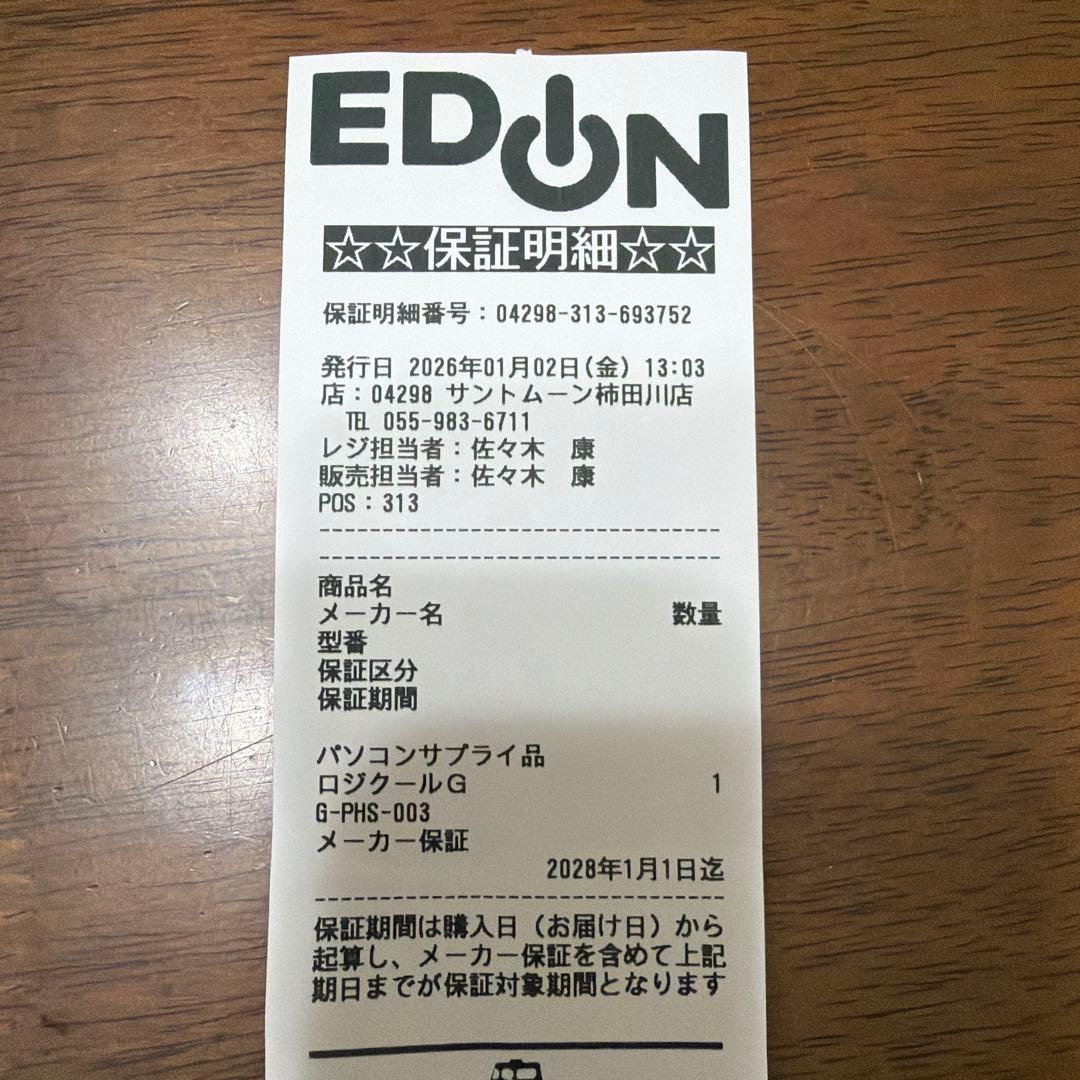 EDION
☆☆保証明細☆☆
保証明細番号：04298-313-693752
発行日 2026年01月02日(金) 13:03
店：04298 サントムーン柿田川店
TEL 055-983-6711
レジ担当者：佐々木 康
販売担当者：佐々木 康
POS：313
商品名
メーカー名 数量
型番
保証区分
保証期間
パソコンサプライ品
ロジクールG 1
G-PHS-003
メーカー保証
2028年1月1日迄
保証期間は購入日（お届け日）から
起算し、メーカー保証を含めて上記
期日までが保証対象期間となります